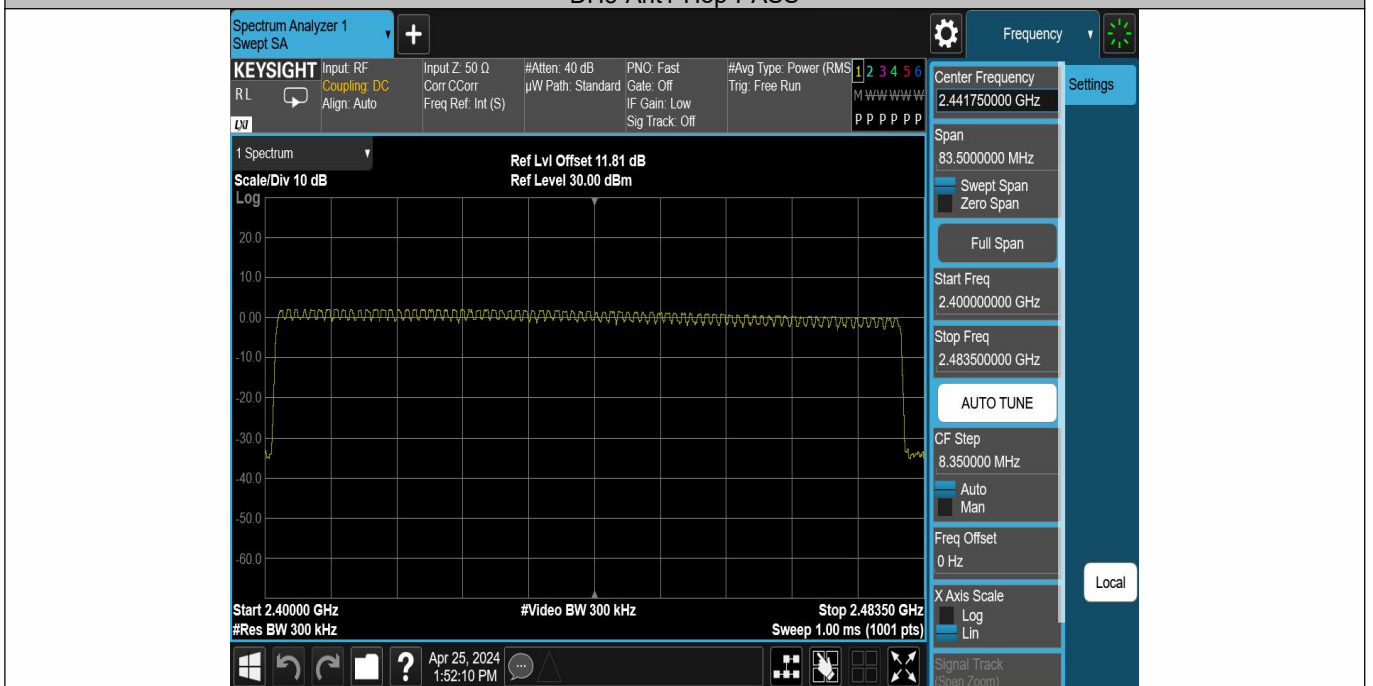 Spectrum Analyzer 1
Swept SA
Frequency
KEYSIGHT
RL
LXI
Input: RF
Coupling: DC
Align: Auto
Input Z: 50 Ω
Corr CCorr
Freq Ref: Int (S)
#Atten: 40 dB
µW Path: Standard
PNO: Fast
Gate: Off
IF Gain: Low
Sig Track: Off
#Avg Type: Power (RMS
Trig: Free Run
1 2 3 4 5 6
M W W W W W
P P P P P P
1 Spectrum
Scale/Div 10 dB
Ref Lvl Offset 11.81 dB
Ref Level 30.00 dBm
Log
20.0
10.0
0.00
-10.0
-20.0
-30.0
-40.0
-50.0
-60.0
Start 2.40000 GHz
#Res BW 300 kHz
#Video BW 300 kHz
Stop 2.48350 GHz
Sweep 1.00 ms (1001 pts)
Apr 25, 2024
1:52:10 PM
Center Frequency
2.441750000 GHz
Span
83.5000000 MHz
Swept Span
Zero Span
Full Span
Start Freq
2.400000000 GHz
Stop Freq
2.483500000 GHz
AUTO TUNE
CF Step
8.350000 MHz
Auto
Man
Freq Offset
0 Hz
X Axis Scale
Log
Lin
Signal Track
(Span Zoom)
Settings
Local